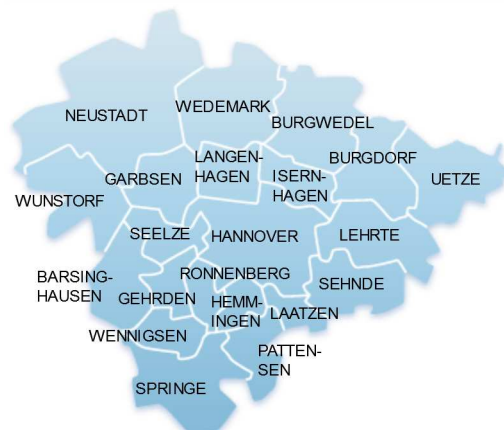 WEDEMARK
NEUSTADT
BURGWEDEL
LANGEN-
HAGEN
BURGDORF
ISERN-
HAGEN
GARBSEN
UETZE
WUNSTORF
SEELZE
HANNOVER
LEHRTE
BARSING-
HAUSEN
RONNENBERG
SEHNDE
GEHRDEN
HEMM-
INGEN
LAATZEN
WENNIGSEN
PATTEN-
SEN
SPRINGE